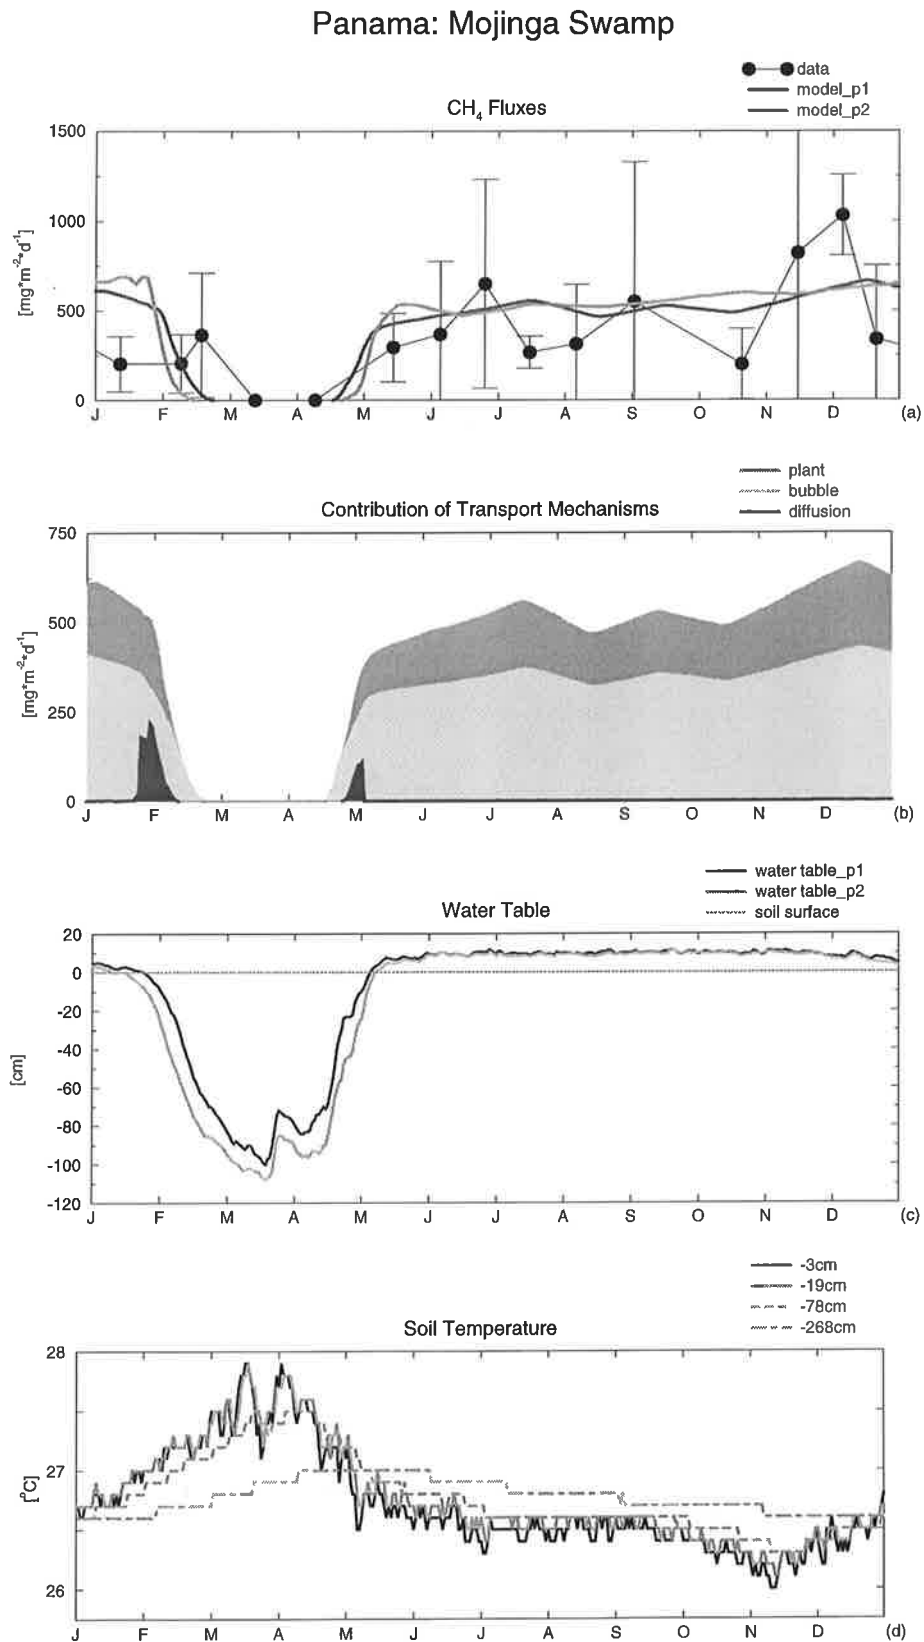 Panama: Mojinga Swamp
data
model_p1
model_p2
CH4 Fluxes
1500
1000
500
0
[mg*m-2*d-1]
J F M A M J J A S O N D (a)
plant
bubble
diffusion
Contribution of Transport Mechanisms
750
500
250
0
[mg*m-2*d-1]
J F M A M J J A S O N D (b)
water table_p1
water table_p2
soil surface
Water Table
20
0
-20
-40
-60
-80
-100
-120
[cm]
J F M A M J J A S O N D (c)
-3cm
-19cm
-78cm
-268cm
Soil Temperature
28
27
26
[°C]
J F M A M J J A S O N D (d)